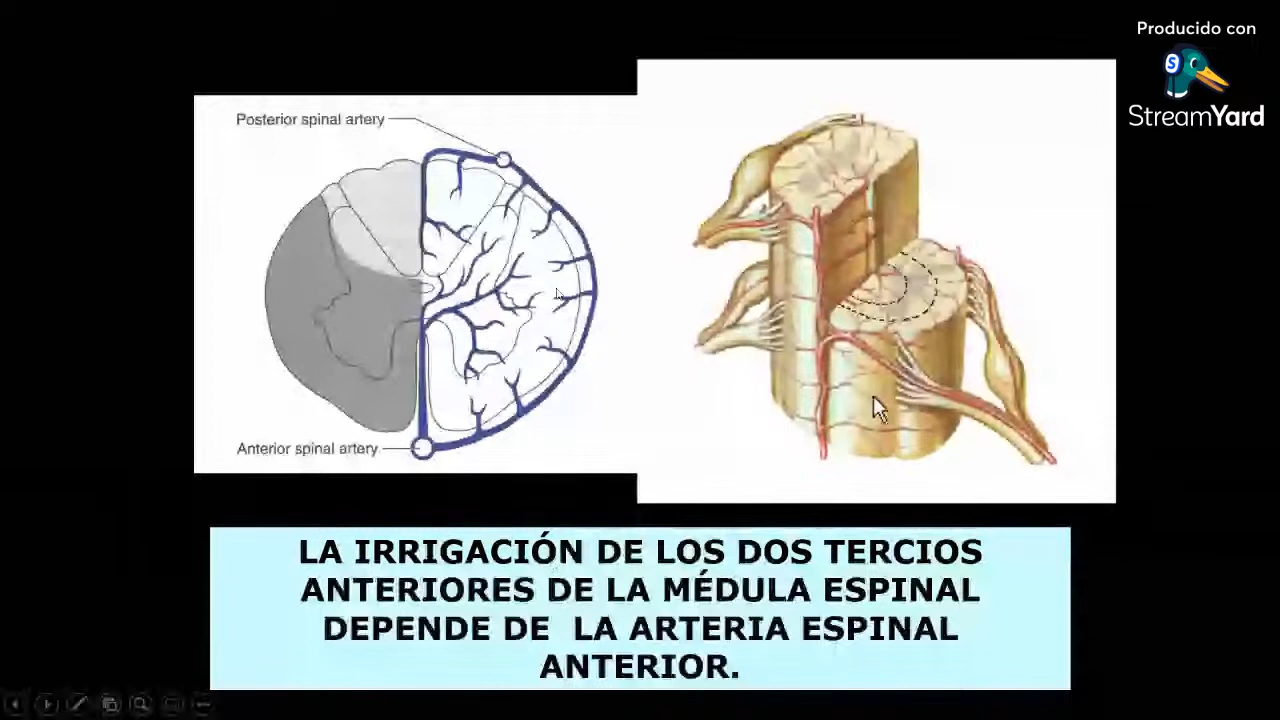 Producido con
StreamYard
Posterior spinal artery
Anterior spinal artery
LA IRRIGACIÓN DE LOS DOS TERCIOS
ANTERIORES DE LA MÉDULA ESPINAL
DEPENDE DE LA ARTERIA ESPINAL
ANTERIOR.